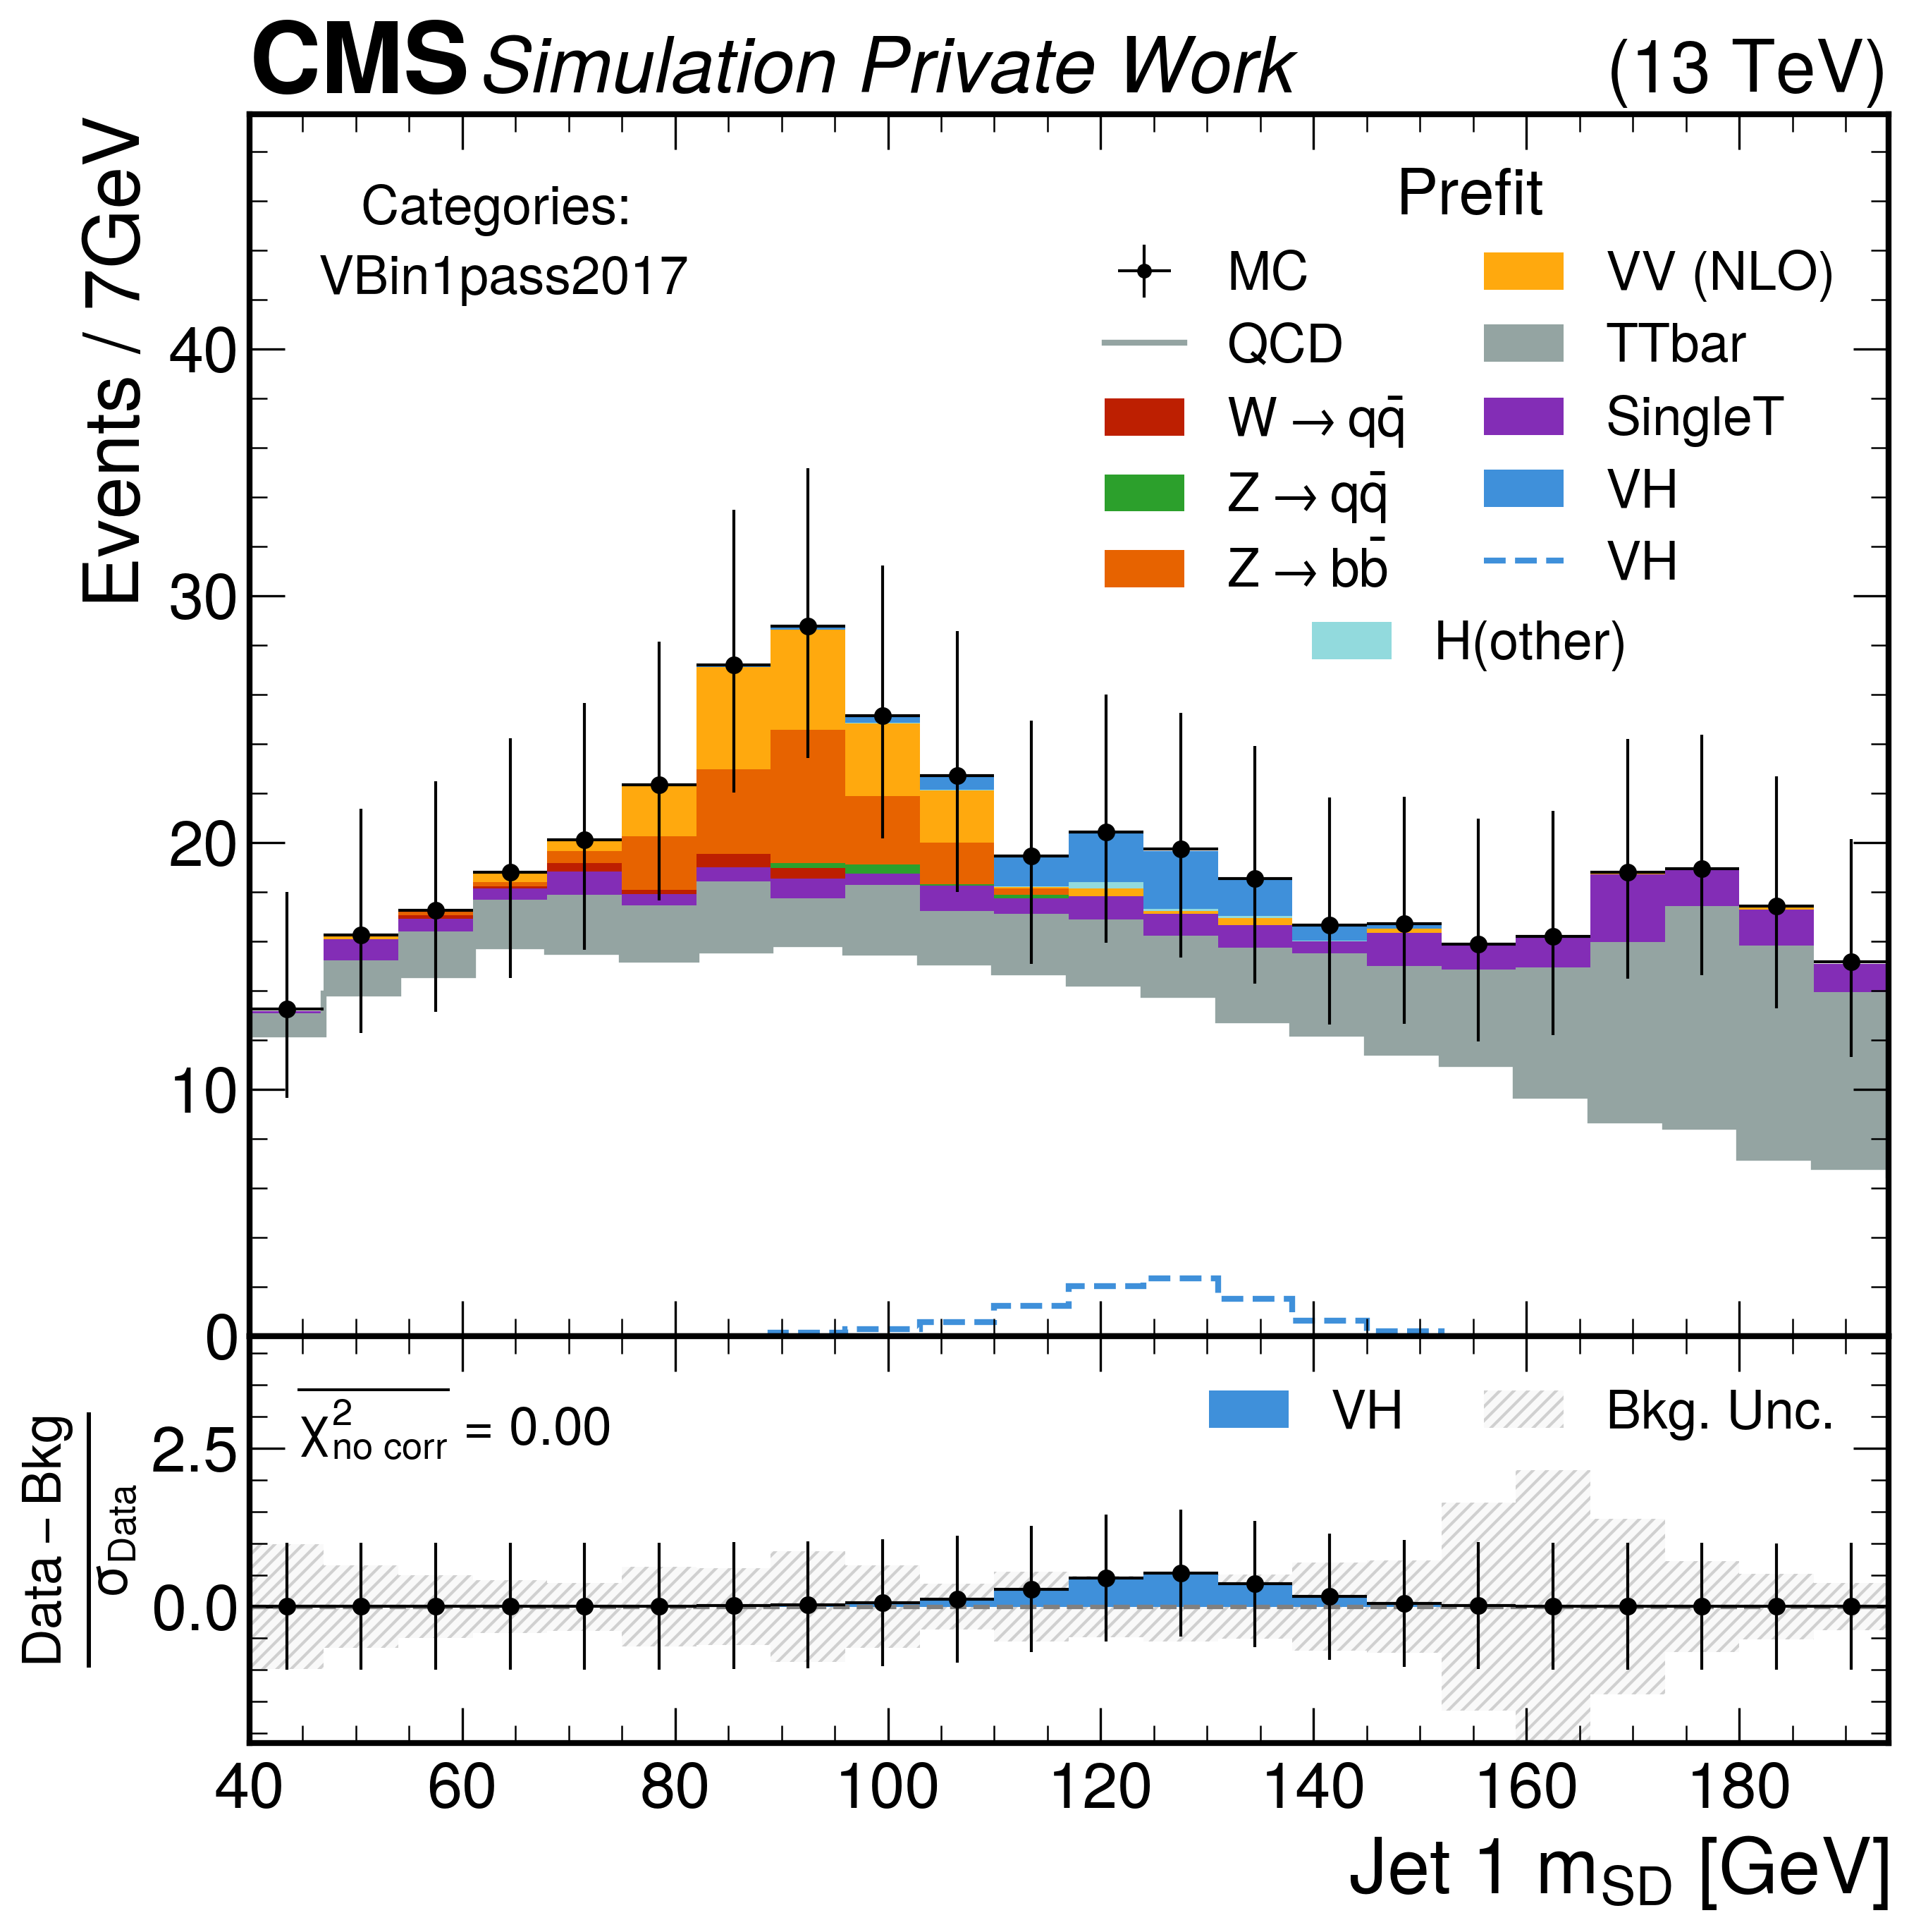 CMS Simulation Private Work (13 TeV)
Events / 7GeV
Categories:
VBin1pass2017
Prefit
MC
QCD
W → qq̄
Z → qq̄
Z → bb̄
VV (NLO)
TTbar
SingleT
VH
VH
H(other)
40
30
20
10
0
Data − Bkg
σData
χ²no corr = 0.00
VH
Bkg. Unc.
2.5
0.0
40 60 80 100 120 140 160 180
Jet 1 mSD [GeV]